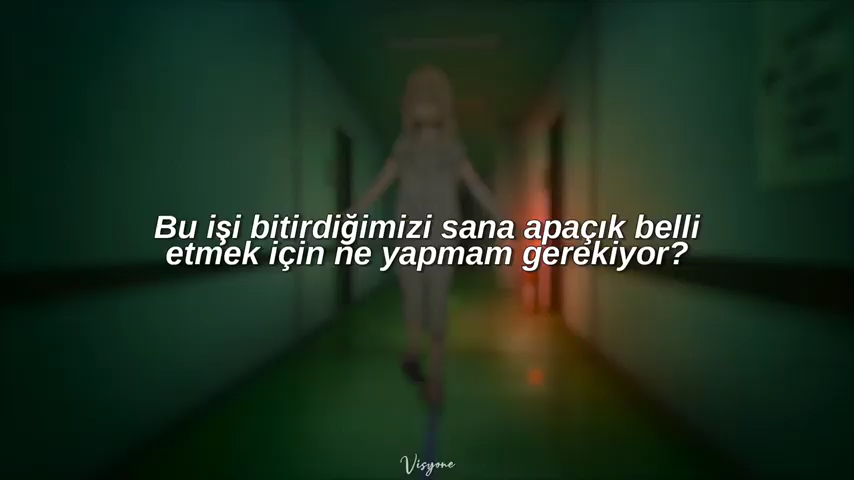 Bu işi bitirdiğimizi sana apaçık belli
etmek için ne yapmam gerekiyor?
Visyone